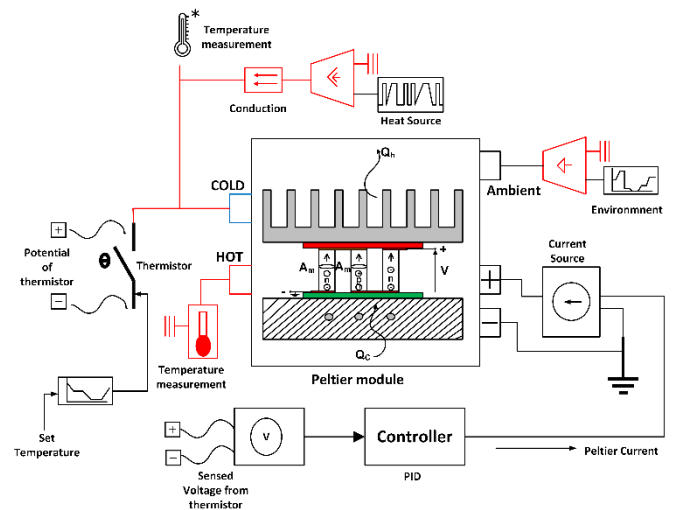 *
Temperature
measurement
Conduction
Heat Source
Qh
COLD
Ambient
Environmnent
+
Potential
of
thermistor
−
Θ
Thermistor
HOT
Am
Am
n
p
n
+
V
-
Current
Source
+
−
Temperature
measurement
QC
Peltier module
Set
Temperature
+
−
V
Sensed
Voltage from
thermistor
Controller
PID
Peltier Current